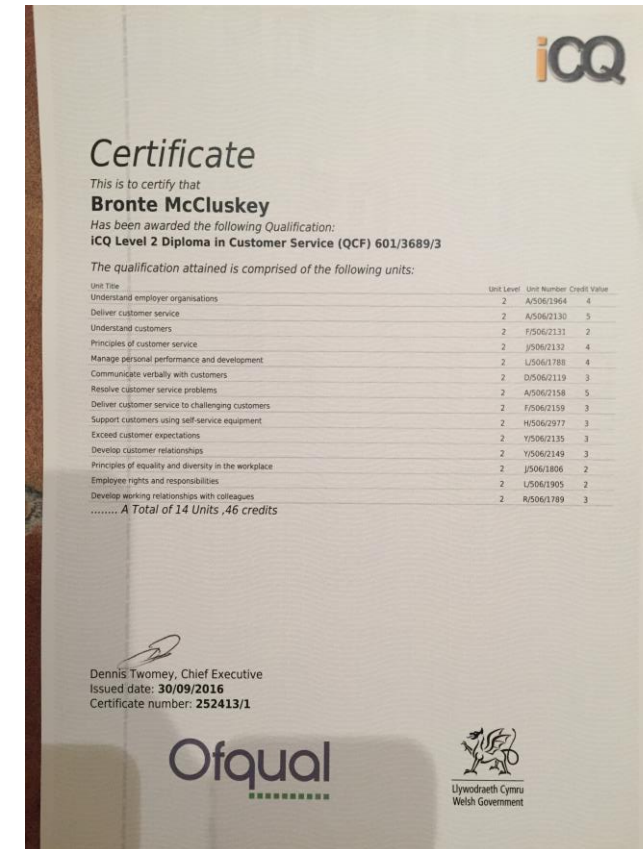 iCQ
Certificate
This is to certify that
Bronte McCluskey
Has been awarded the following Qualification:
iCQ Level 2 Diploma in Customer Service (QCF) 601/3689/3
The qualification attained is comprised of the following units:
Unit Title Unit Level Unit Number Credit Value
Understand employer organisations 2 A/506/1964 4
Deliver customer service 2 A/506/2130 5
Understand customers 2 F/506/2131 2
Principles of customer service 2 J/506/2132 4
Manage personal performance and development 2 L/506/1788 4
Communicate verbally with customers 2 D/506/2119 3
Resolve customer service problems 2 A/506/2158 5
Deliver customer service to challenging customers 2 F/506/2159 3
Support customers using self-service equipment 2 H/506/2977 3
Exceed customer expectations 2 Y/506/2135 3
Develop customer relationships 2 Y/506/2149 3
Principles of equality and diversity in the workplace 2 J/506/1806 2
Employee rights and responsibilities 2 L/506/1905 2
Develop working relationships with colleagues 2 R/506/1789 3
........ A Total of 14 Units ,46 credits
Dennis Twomey, Chief Executive
Issued date: 30/09/2016
Certificate number: 252413/1
Ofqual
Llywodraeth Cymru
Welsh Government